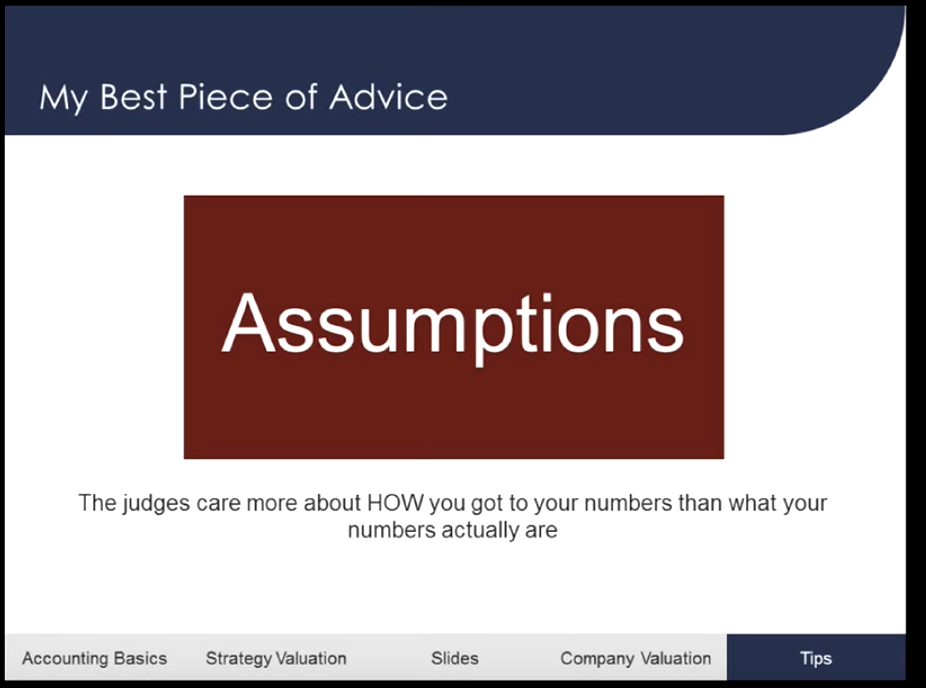 My Best Piece of Advice
Assumptions
The judges care more about HOW you got to your numbers than what your
numbers actually are
Accounting Basics
Strategy Valuation
Slides
Company Valuation
Tips